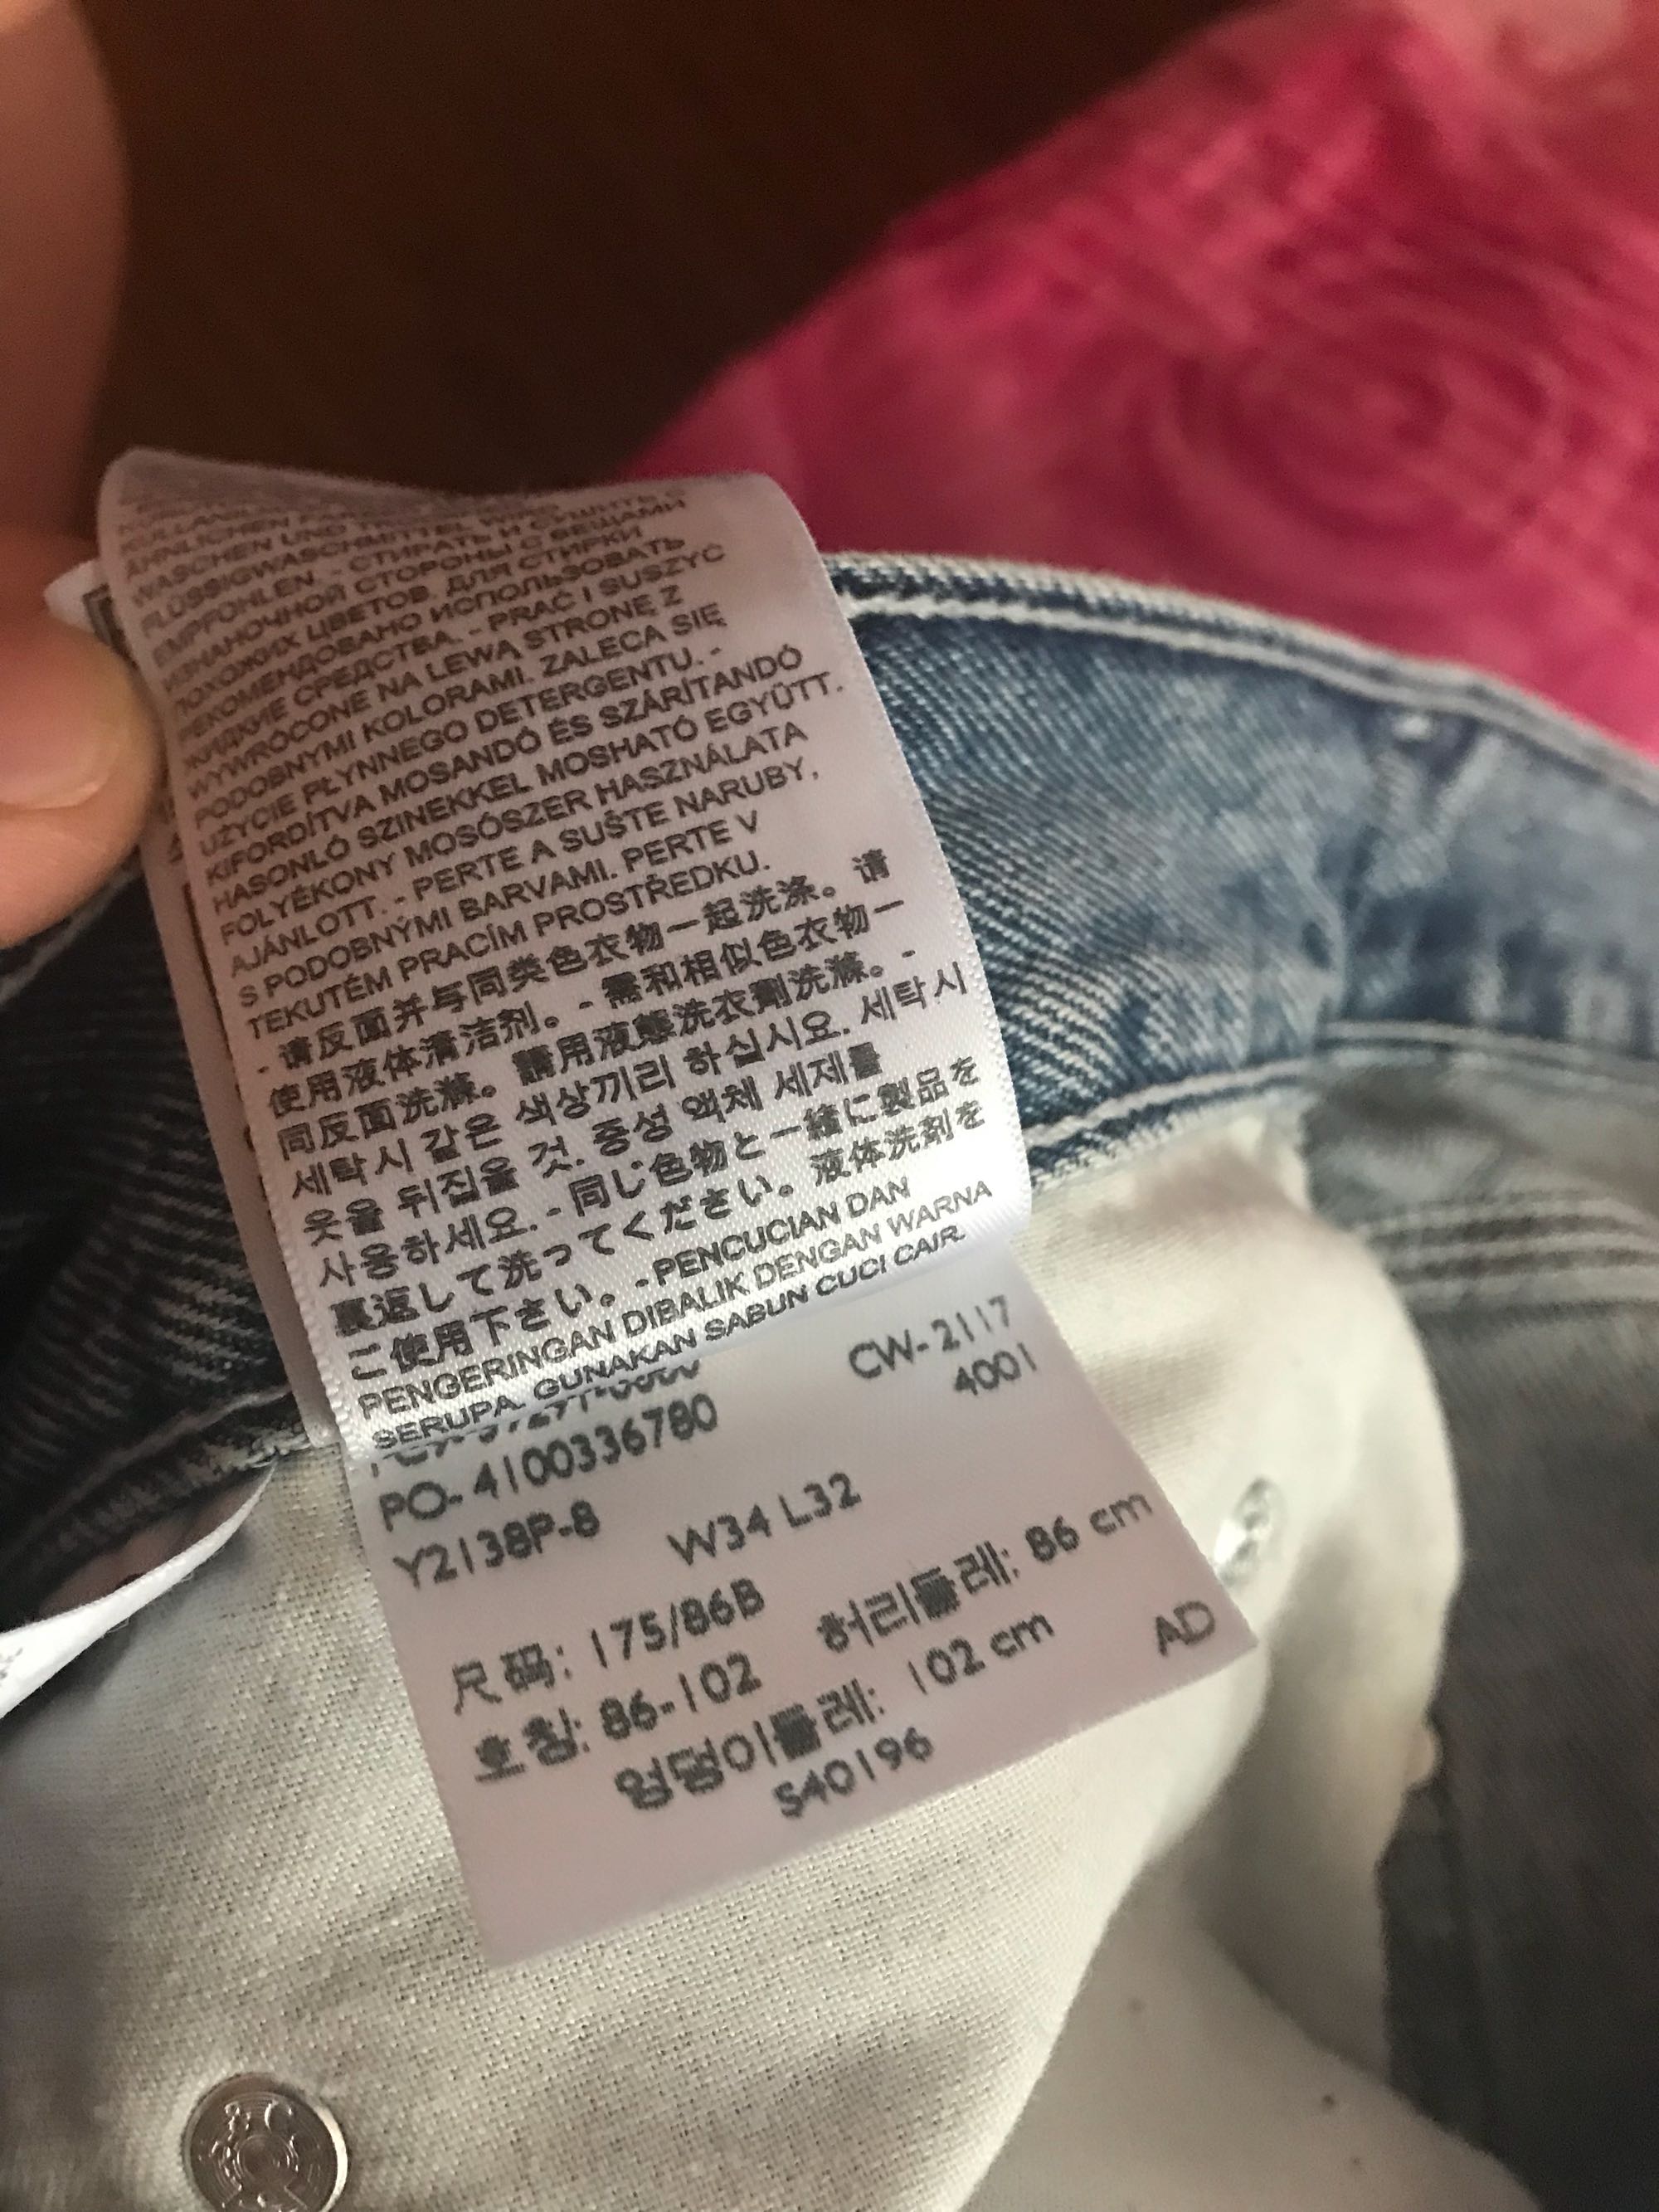 ÄHNLICHEN
WASCHEN UND
FLÜSSIGWASCHMITTEL WIRD
EMPFOHLEN. - СТИРАТЬ И СУШИТЬ С
ИЗНАНОЧНОЙ СТОРОНЫ С ВЕЩАМИ
ПОХОЖИХ ЦВЕТОВ. ДЛЯ СТИРКИ
РЕКОМЕНДОВАНО ИСПОЛЬЗОВАТЬ
ЖИДКИЕ СРЕДСТВА. - PRAĆ I SUSZYĆ
WYWRÓCONE NA LEWĄ STRONĘ Z
PODOBNYMI KOLORAMI. ZALECA SIĘ
UŻYCIE PŁYNNEGO DETERGENTU. -
KIFORDÍTVA MOSANDÓ ÉS SZÁRÍTANDÓ
HASONLÓ SZINEKKEL MOSHATÓ EGYÜTT.
FOLYÉKONY MOSÓSZER HASZNÁLATA
AJÁNLOTT. - PERTE A SUŠTE NARUBY,
S PODOBNÝMI BARVAMI. PERTE V
TEKUTÉM PRACÍM PROSTŘEDKU.
- 请反面并与同类色衣物一起洗涤。请
使用液体清洁剂。 - 需和相似色衣物一
同反面洗滌。請用液態洗衣劑洗滌。 -
세탁시 같은 색상끼리 하십시요. 세탁시
옷을 뒤집을 것. 중성 액체 세제를
사용하세요. - 同じ色物と一緒に製品を
裏返して洗ってください。液体洗剤を
ご使用下さい。 - PENCUCIAN DAN
PENGERINGAN DIBALIK DENGAN WARNA
SERUPA. GUNAKAN SABUN CUCI CAIR.
CW-2117
4001
PO-4100336780
Y2138P-8
W34 L32
尺码: 175/86B
호칭: 86-102
허리둘레: 86 cm
엉덩이둘레: 102 cm
AD
S40196